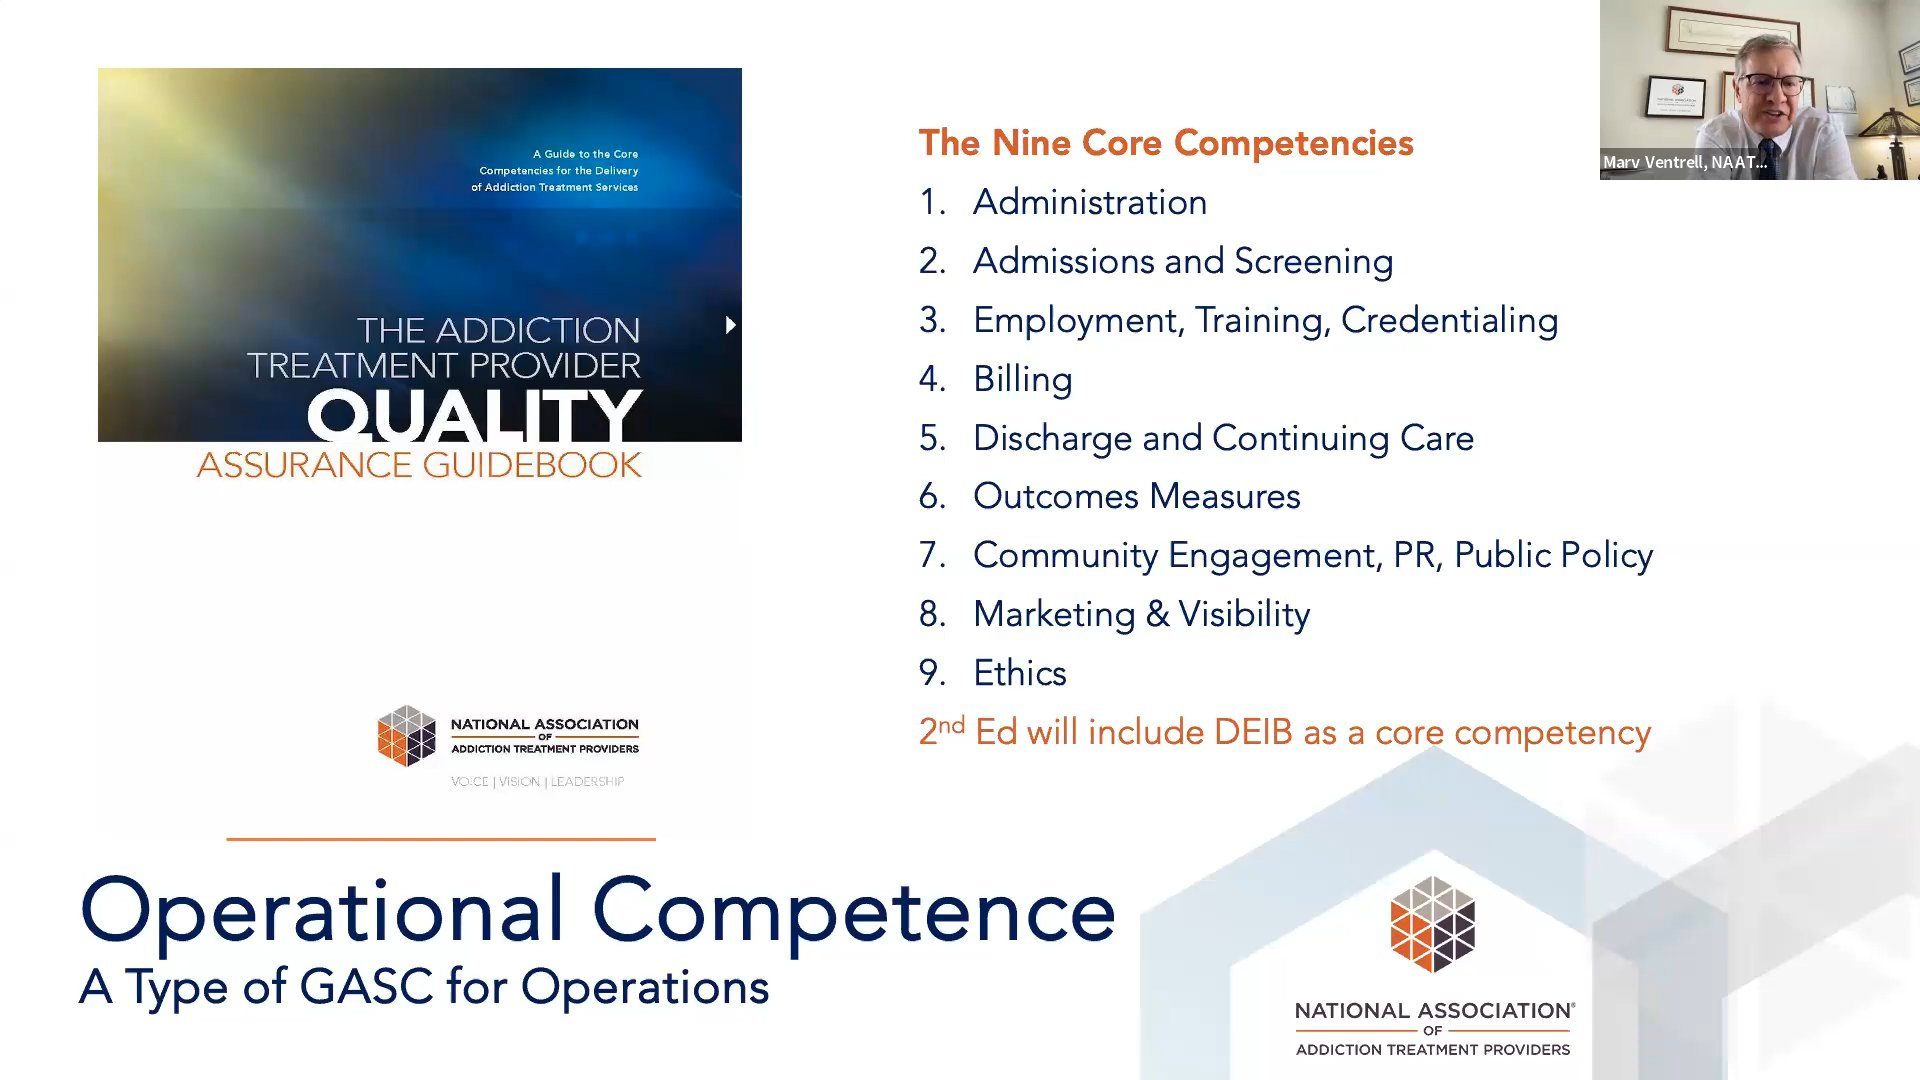 A Guide to the Core
Competencies for the Delivery
of Addiction Treatment Services
THE ADDICTION
TREATMENT PROVIDER
QUALITY
ASSURANCE GUIDEBOOK
NATIONAL ASSOCIATION
OF
ADDICTION TREATMENT PROVIDERS
VOICE | VISION | LEADERSHIP
The Nine Core Competencies
1. Administration
2. Admissions and Screening
3. Employment, Training, Credentialing
4. Billing
5. Discharge and Continuing Care
6. Outcomes Measures
7. Community Engagement, PR, Public Policy
8. Marketing & Visibility
9. Ethics
2nd Ed will include DEIB as a core competency
Marv Ventrell, NAAT...
NATIONAL ASSOCIATION
Operational Competence
A Type of GASC for Operations
NATIONAL ASSOCIATION®
OF
ADDICTION TREATMENT PROVIDERS